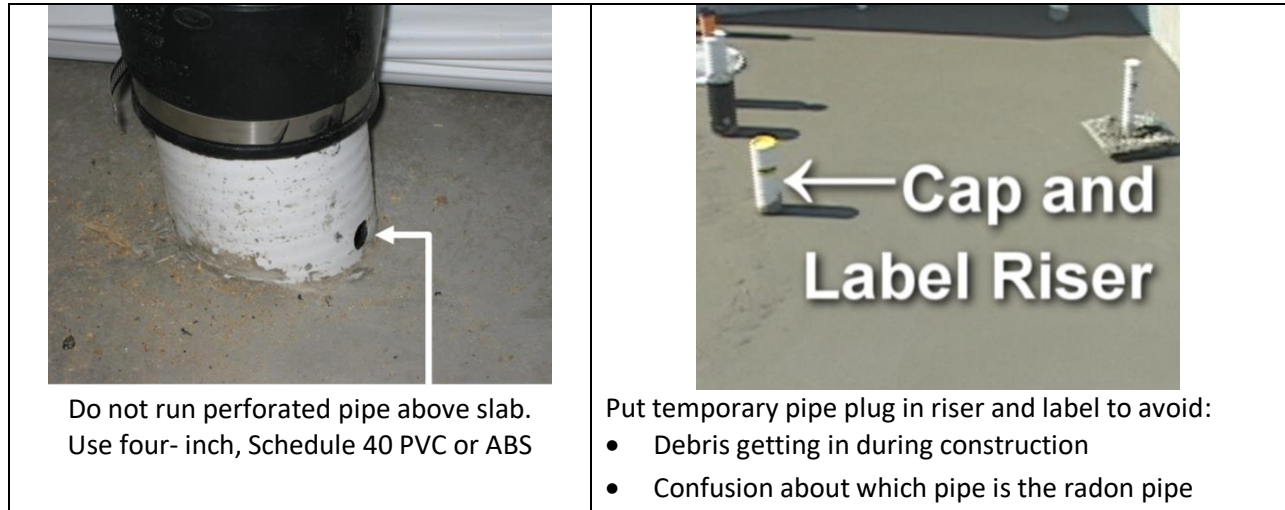 Do not run perforated pipe above slab.
Use four- inch, Schedule 40 PVC or ABS
Cap and
Label Riser
Put temporary pipe plug in riser and label to avoid:
• Debris getting in during construction
• Confusion about which pipe is the radon pipe